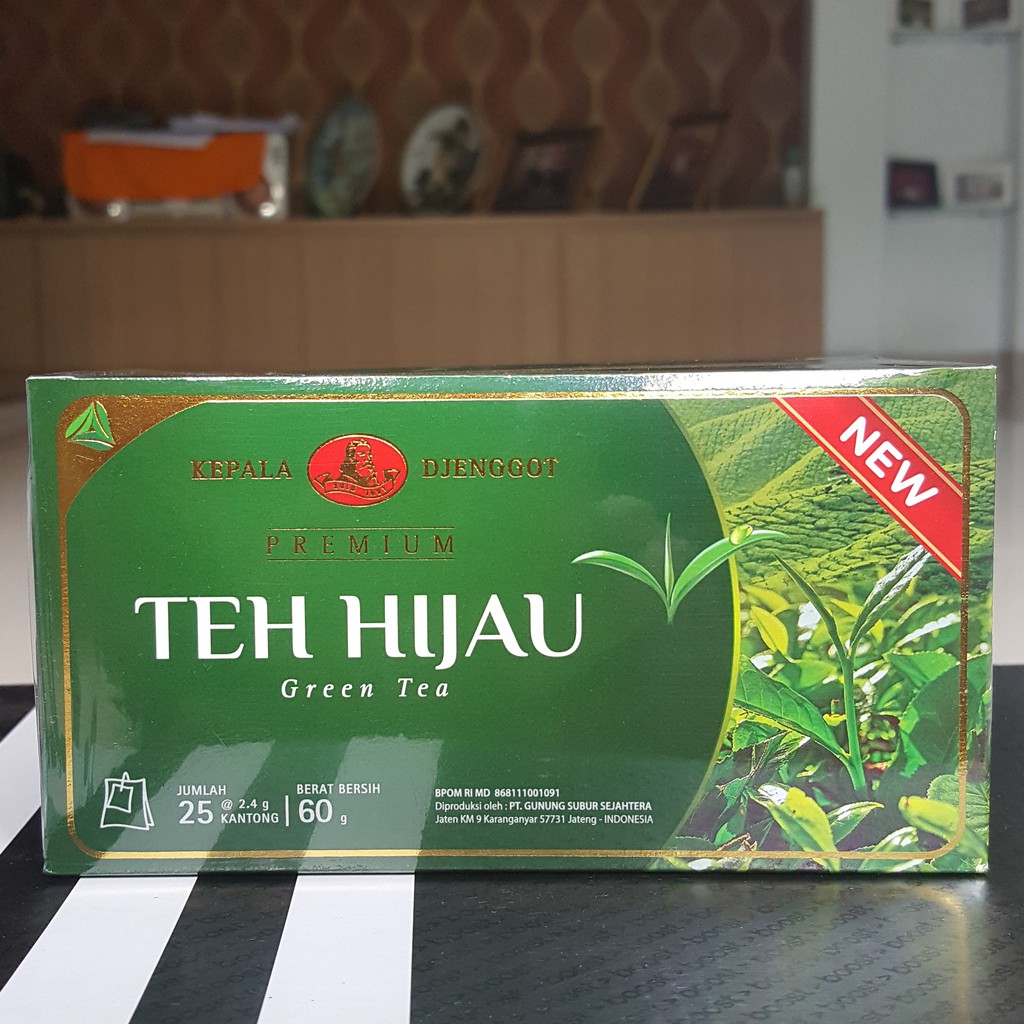 KEPALA DJENGGOT
PREMIUM
TEH HIJAU
Green Tea
NEW
JUMLAH
25 @ 2.4 g
KANTONG
BERAT BERSIH
60 g
BPOM RI MD 868111001091
Diproduksi oleh : PT. GUNUNG SUBUR SEJAHTERA
Jaten KM 9 Karanganyar 57731 Jateng - INDONESIA
boost